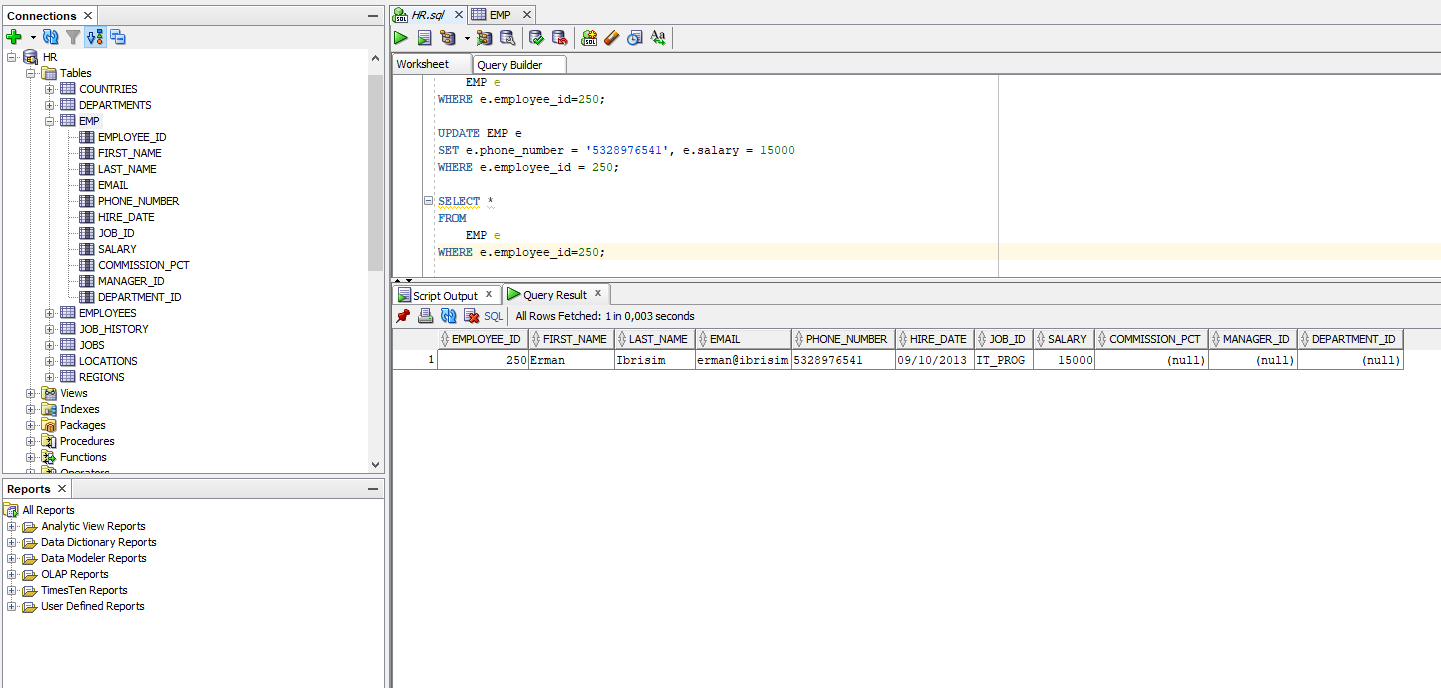 Connections
HR
Tables
COUNTRIES
DEPARTMENTS
EMP
EMPLOYEE_ID
FIRST_NAME
LAST_NAME
EMAIL
PHONE_NUMBER
HIRE_DATE
JOB_ID
SALARY
COMMISSION_PCT
MANAGER_ID
DEPARTMENT_ID
EMPLOYEES
JOB_HISTORY
JOBS
LOCATIONS
REGIONS
Views
Indexes
Packages
Procedures
Functions
Operators
Reports
All Reports
Analytic View Reports
Data Dictionary Reports
Data Modeler Reports
OLAP Reports
TimesTen Reports
User Defined Reports
HR.sql EMP
Worksheet Query Builder
EMP e
WHERE e.employee_id=250;
UPDATE EMP e
SET e.phone_number = '5328976541', e.salary = 15000
WHERE e.employee_id = 250;
SELECT *
FROM
EMP e
WHERE e.employee_id=250;
Script Output Query Result
SQL All Rows Fetched: 1 in 0,003 seconds
EMPLOYEE_ID FIRST_NAME LAST_NAME EMAIL PHONE_NUMBER HIRE_DATE JOB_ID SALARY COMMISSION_PCT MANAGER_ID DEPARTMENT_ID
1 250 Erman Ibrisim erman@ibrisim 5328976541 09/10/2013 IT_PROG 15000 (null) (null) (null)